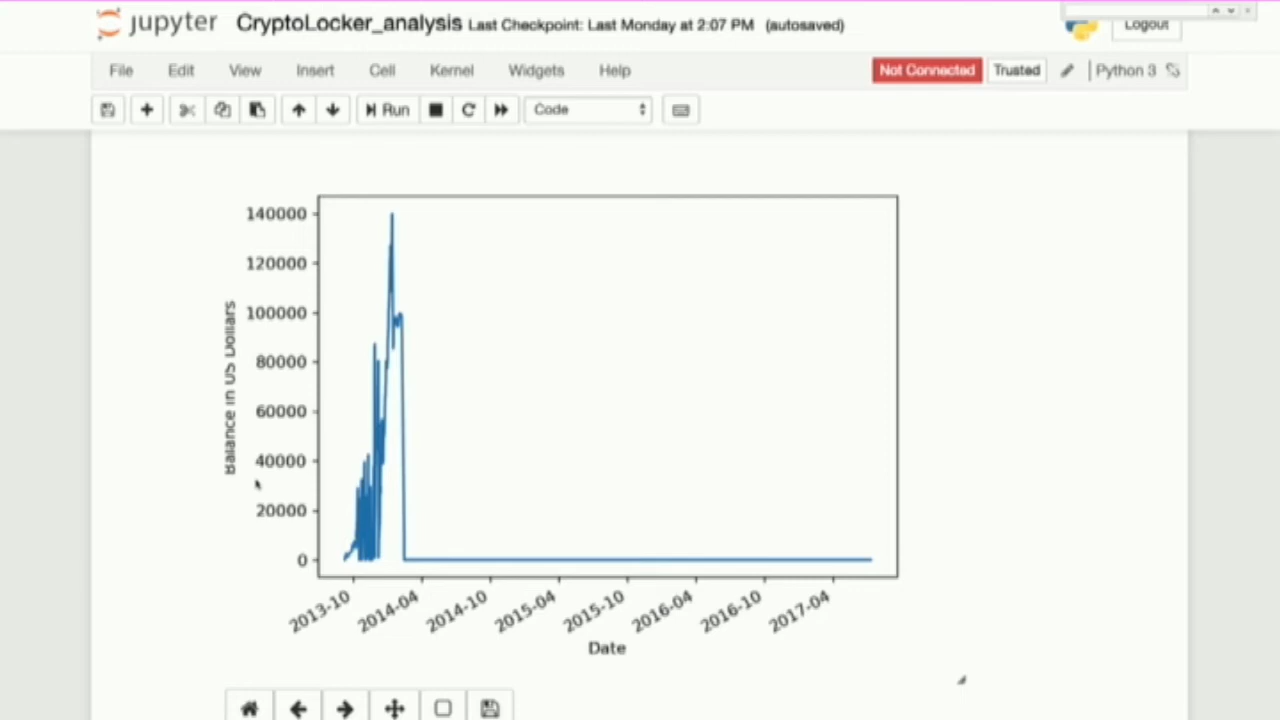 jupyter CryptoLocker_analysis Last Checkpoint: Last Monday at 2:07 PM (autosaved)
Logout
File Edit View Insert Cell Kernel Widgets Help Not Connected Trusted Python 3
Run Code
140000
120000
100000
80000
60000
40000
20000
0
Balance in US Dollars
2013-10 2014-04 2014-10 2015-04 2015-10 2016-04 2016-10 2017-04
Date